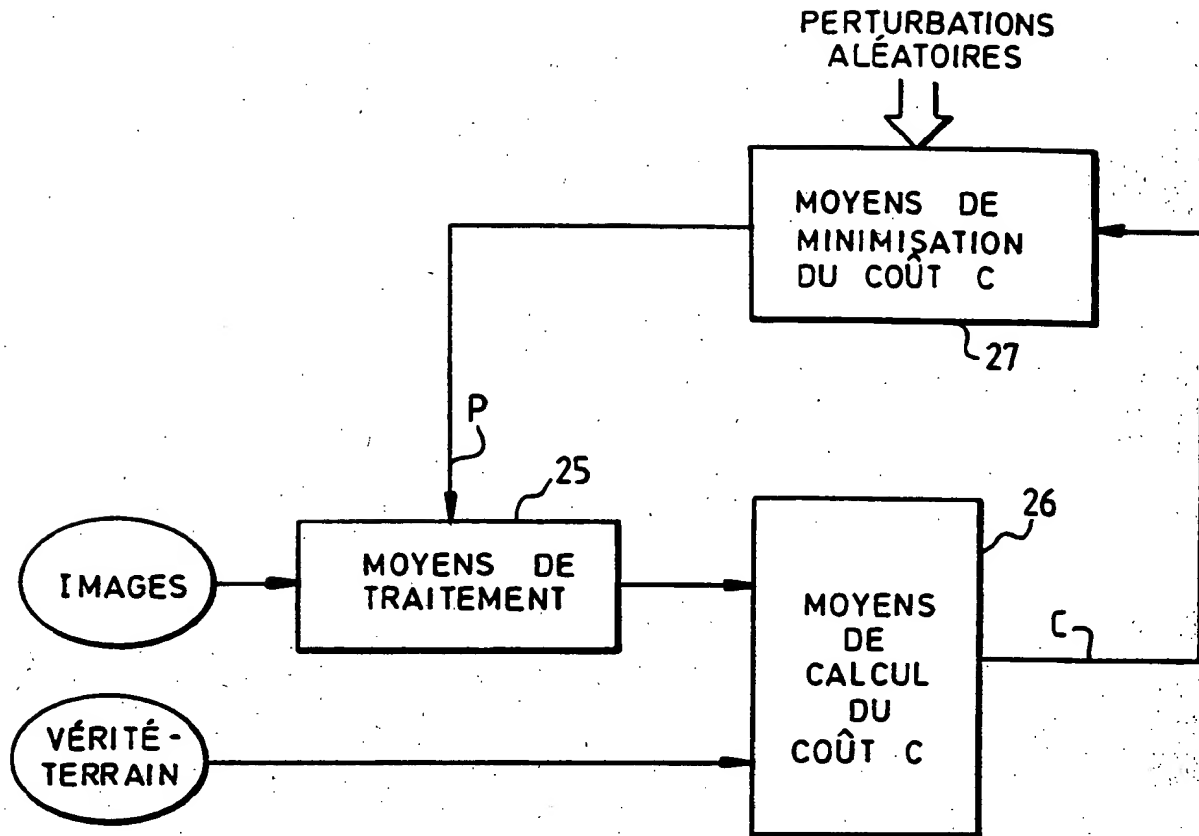 PERTURBATIONS
ALÉATOIRES
MOYENS DE
MINIMISATION
DU COÛT C
27
P
25
26
IMAGES
MOYENS DE
TRAITEMENT
MOYENS
DE
CALCUL
DU
COÛT C
C
VÉRITÉ-
TERRAIN